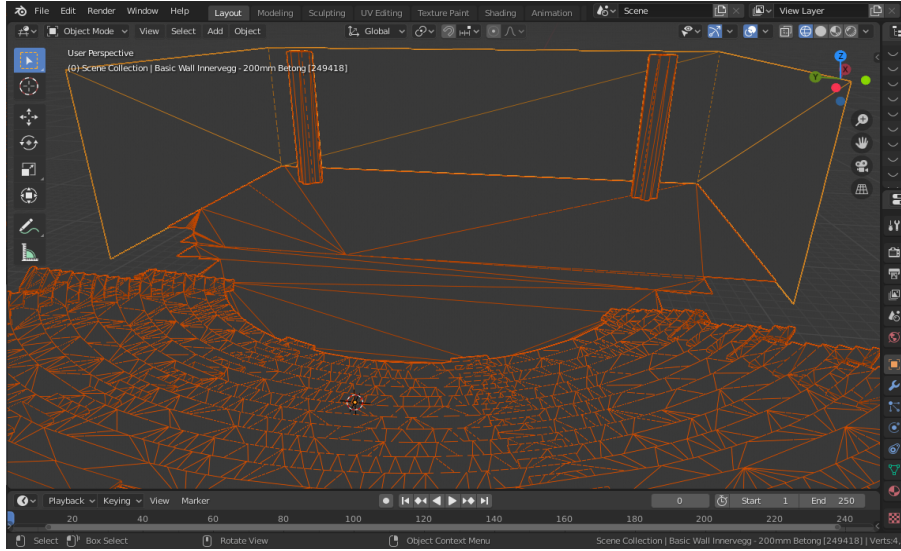 File Edit Render Window Help Layout Modeling Sculpting UV Editing Texture Paint Shading Animation Scene View Layer
Object Mode View Select Add Object Global
User Perspective
(0) Scene Collection | Basic Wall Innervegg - 200mm Betong [249418]
Z
X
Y
Playback Keying View Marker 0 Start 1 End 250
20 40 60 80 100 120 140 160 180 200 220 240
Select Box Select Rotate View Object Context Menu Scene Collection | Basic Wall Innervegg - 200mm Betong [249418] | Verts:4,